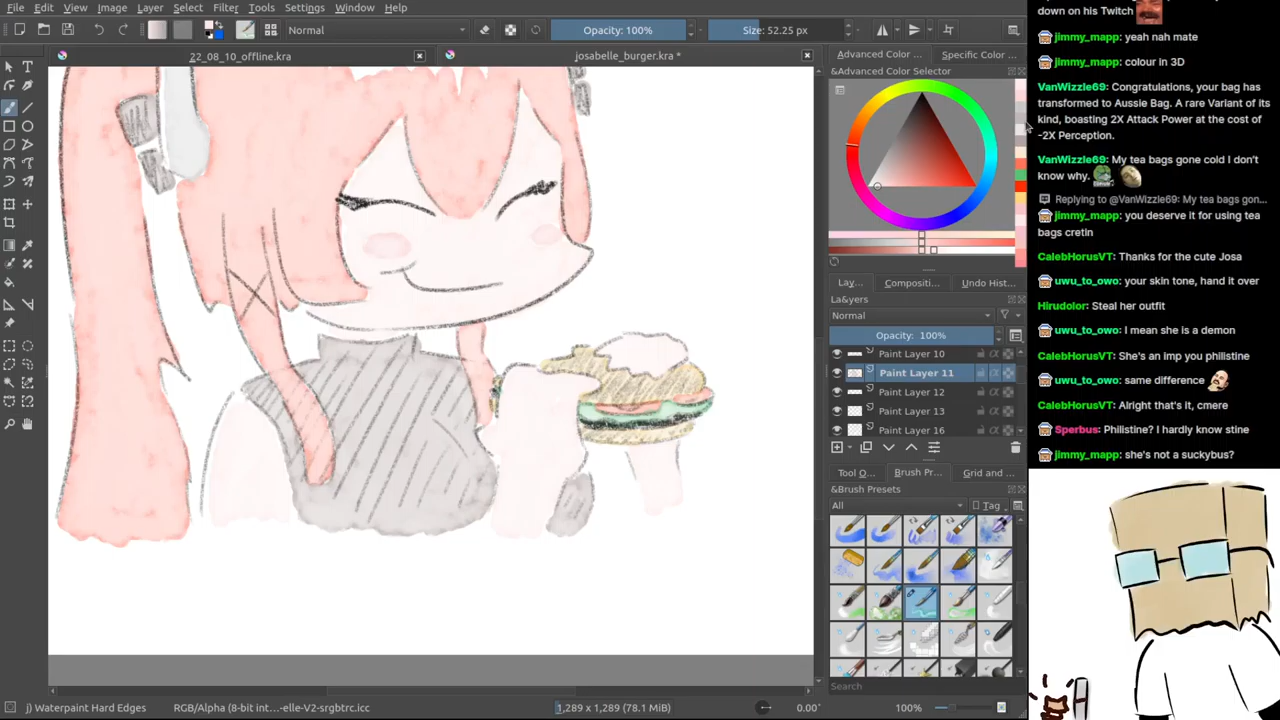 File Edit View Image Layer Select Filter Tools Settings Window Help
Normal
Opacity: 100%
Size: 52.25 px
22_08_10_offline.kra
josabelle_burger.kra *
Advanced Color ...
Specific Color ...
&Advanced Color Selector
Lay...
Compositi...
Undo Hist...
La&yers
Normal
Opacity: 100%
Paint Layer 10
Paint Layer 11
Paint Layer 12
Paint Layer 13
Paint Layer 16
Tool O...
Brush Pr...
Grid and ...
&Brush Presets
All
Tag
Search
j) Waterpaint Hard Edges
RGB/Alpha (8-bit int...-elle-V2-srgbtrc.icc
1,289 x 1,289 (78.1 MiB)
0.00°
100%
down on his Twitch
jimmy_mapp: yeah nah mate
jimmy_mapp: colour in 3D
VanWizzle69: Congratulations, your bag has
transformed to Aussie Bag. A rare Variant of its
kind, boasting 2X Attack Power at the cost of
-2X Perception.
VanWizzle69: My tea bags gone cold I don't
know why.
Replying to @VanWizzle69: My tea bags gon...
jimmy_mapp: you deserve it for using tea
bags cretin
CalebHorusVT: Thanks for the cute Josa
uwu_to_owo: your skin tone, hand it over
Hirudolor: Steal her outfit
uwu_to_owo: I mean she is a demon
CalebHorusVT: She's an imp you philistine
uwu_to_owo: same difference
CalebHorusVT: Alright that's it, cmere
Sperbus: Philistine? I hardly know stine
jimmy_mapp: she's not a suckybus?